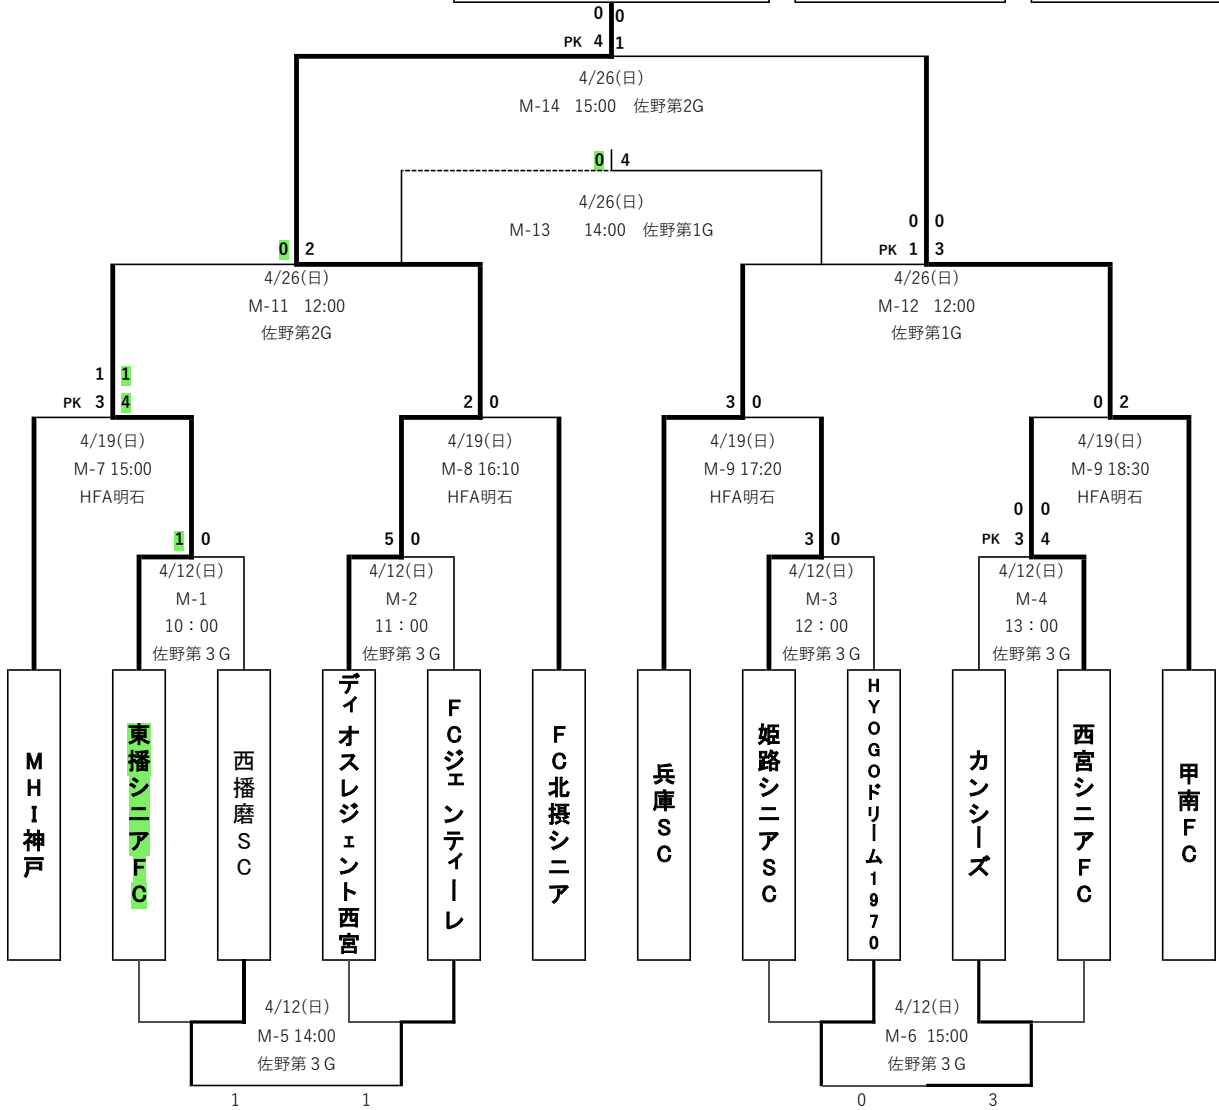 0 0
PK 4 1
4/26(日)
M-14 15:00 佐野第2G
0 4
4/26(日)
M-13 14:00 佐野第1G
0 0
PK 1 3
0 2
4/26(日)
M-11 12:00
佐野第2G
4/26(日)
M-12 12:00
佐野第1G
1 1
PK 3 4
2 0
3 0
0 2
4/19(日)
M-7 15:00
HFA明石
4/19(日)
M-8 16:10
HFA明石
4/19(日)
M-9 17:20
HFA明石
4/19(日)
M-9 18:30
HFA明石
1 0
5 0
3 0
0 0
PK 3 4
4/12(日)
M-1
10：00
佐野第３G
4/12(日)
M-2
11：00
佐野第３G
4/12(日)
M-3
12：00
佐野第３G
4/12(日)
M-4
13：00
佐野第３G
MHI神戸
東播シニアFC
西播磨SC
ディオスレジェント西宮
FCジェンティーレ
FC北摂シニア
兵庫SC
姫路シニアSC
HYOGOドリーム1970
カンシーズ
西宮シニアFC
甲南FC
4/12(日)
M-5 14:00
佐野第３G
1 1
4/12(日)
M-6 15:00
佐野第３G
0 3